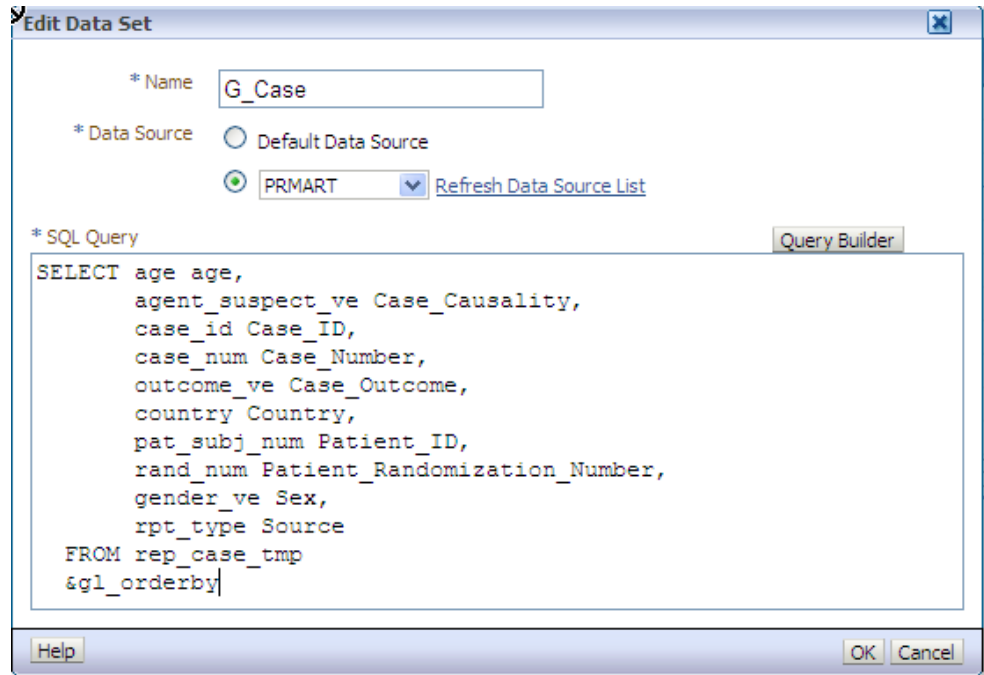 Edit Data Set
* Name G_Case
* Data Source Default Data Source
PRMART Refresh Data Source List
* SQL Query Query Builder
SELECT age age,
agent_suspect_ve Case_Causality,
case_id Case_ID,
case_num Case_Number,
outcome_ve Case_Outcome,
country Country,
pat_subj_num Patient_ID,
rand_num Patient_Randomization_Number,
gender_ve Sex,
rpt_type Source
FROM rep_case_tmp
&gl_orderby
Help OK Cancel